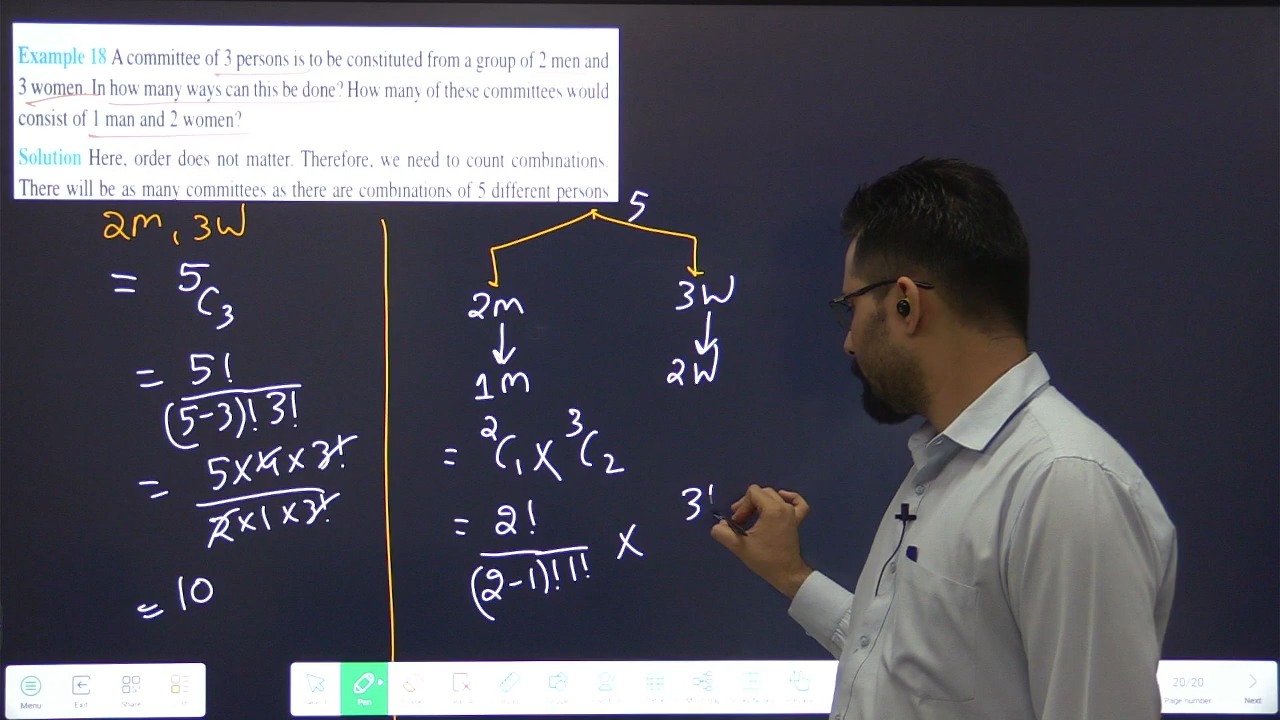 Example 18 A committee of 3 persons is to be constituted from a group of 2 men and
3 women. In how many ways can this be done? How many of these committees would
consist of 1 man and 2 women?
Solution Here, order does not matter. Therefore, we need to count combinations.
There will be as many committees as there are combinations of 5 different persons
2M, 3W
= 5C3
= 5!
(5-3)! 3!
= 5×4×3!
2×1×3!
= 10
5
2M
3W
1M
2W
= 2C1 × 3C2
= 2!
(2-1)! 1!
×
3!
Menu
Exit
Share
Pen
20/20
Page number
Next